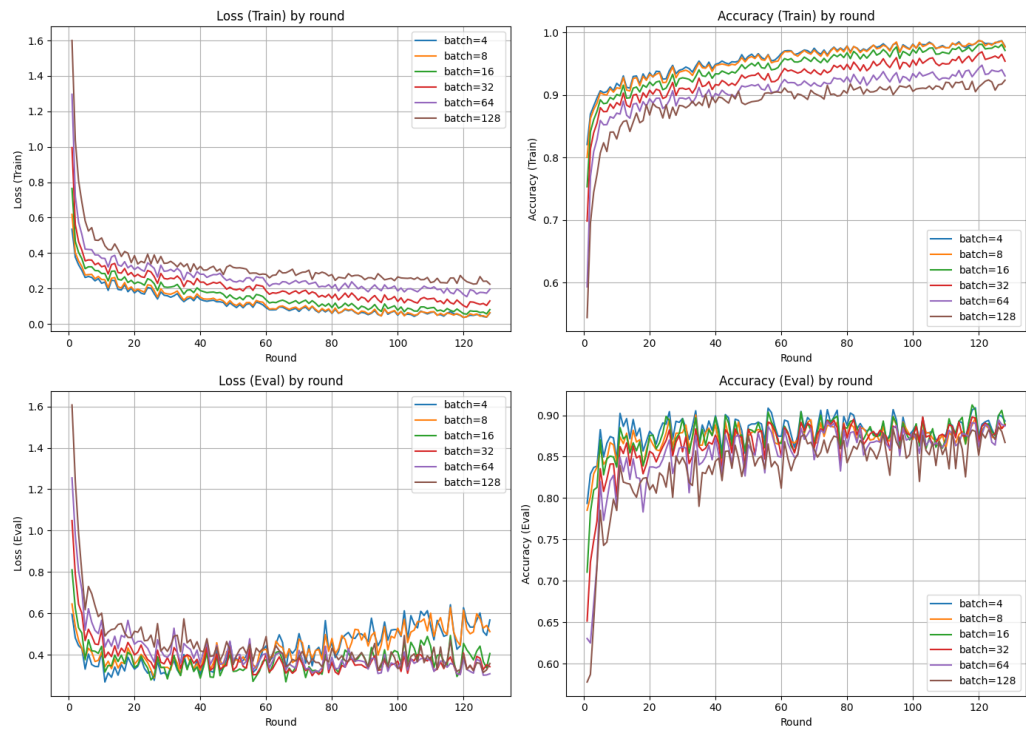 Loss (Train) by round
1.6
1.4
1.2
1.0
0.8
0.6
0.4
0.2
0.0
Loss (Train)
batch=4
batch=8
batch=16
batch=32
batch=64
batch=128
0 20 40 60 80 100 120
Round
Accuracy (Train) by round
1.0
0.9
0.8
0.7
0.6
Accuracy (Train)
batch=4
batch=8
batch=16
batch=32
batch=64
batch=128
0 20 40 60 80 100 120
Round
Loss (Eval) by round
1.6
1.4
1.2
1.0
0.8
0.6
0.4
Loss (Eval)
batch=4
batch=8
batch=16
batch=32
batch=64
batch=128
0 20 40 60 80 100 120
Round
Accuracy (Eval) by round
0.90
0.85
0.80
0.75
0.70
0.65
0.60
Accuracy (Eval)
batch=4
batch=8
batch=16
batch=32
batch=64
batch=128
0 20 40 60 80 100 120
Round